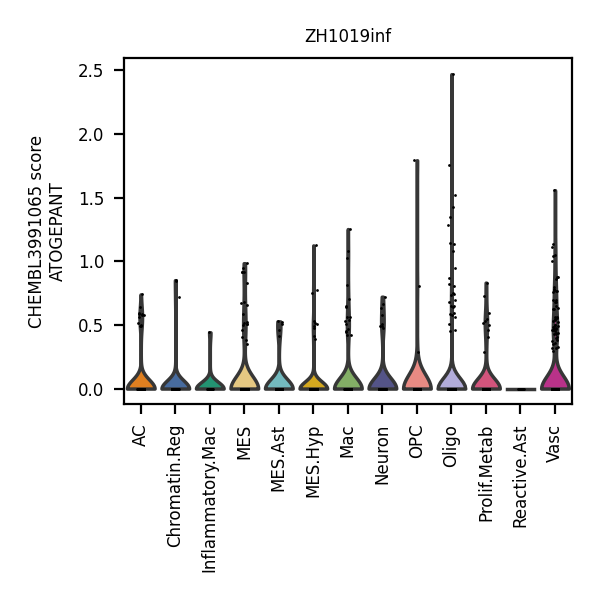 ZH1019inf
CHEMBL3991065 score
ATOGEPANT
2.5
2.0
1.5
1.0
0.5
0.0
AC
Chromatin.Reg
Inflammatory.Mac
MES
MES.Ast
MES.Hyp
Mac
Neuron
OPC
Oligo
Prolif.Metab
Reactive.Ast
Vasc